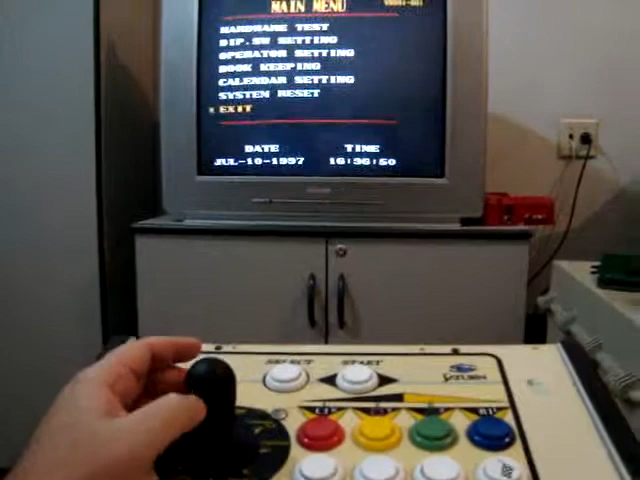 MAIN MENU
HARDWARE TEST
DIP.SW SETTING
OPERATOR SETTING
BOOK KEEPING
CALENDAR SETTING
SYSTEM RESET
EXIT
DATE TIME
JUL-10-1997 16:36:50
SELECT START